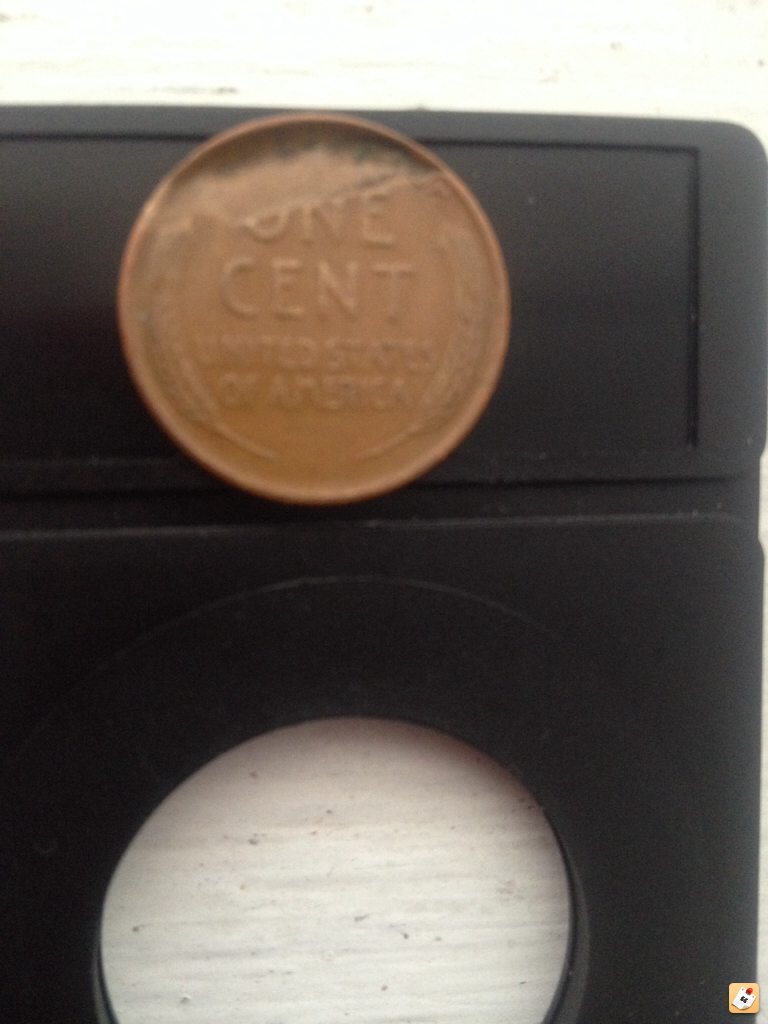 ONE
CENT
UNITED STATES
OF AMERICA